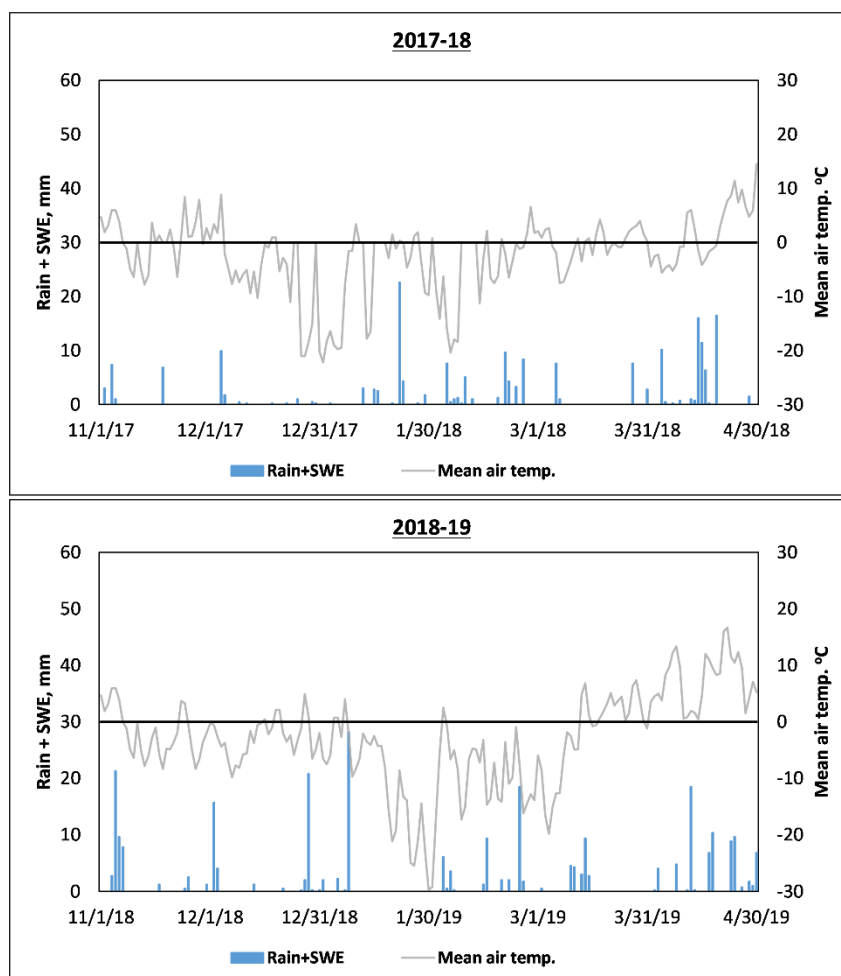 2017-18
60 30
50 20
40 10
30 0
20 -10
10 -20
0 -30
Rain + SWE, mm
Mean air temp. ºC
11/1/17 12/1/17 12/31/17 1/30/18 3/1/18 3/31/18 4/30/18
Rain+SWE Mean air temp.
2018-19
60 30
50 20
40 10
30 0
20 -10
10 -20
0 -30
Rain + SWE, mm
Mean air temp. ºC
11/1/18 12/1/18 12/31/18 1/30/19 3/1/19 3/31/19 4/30/19
Rain+SWE Mean air temp.